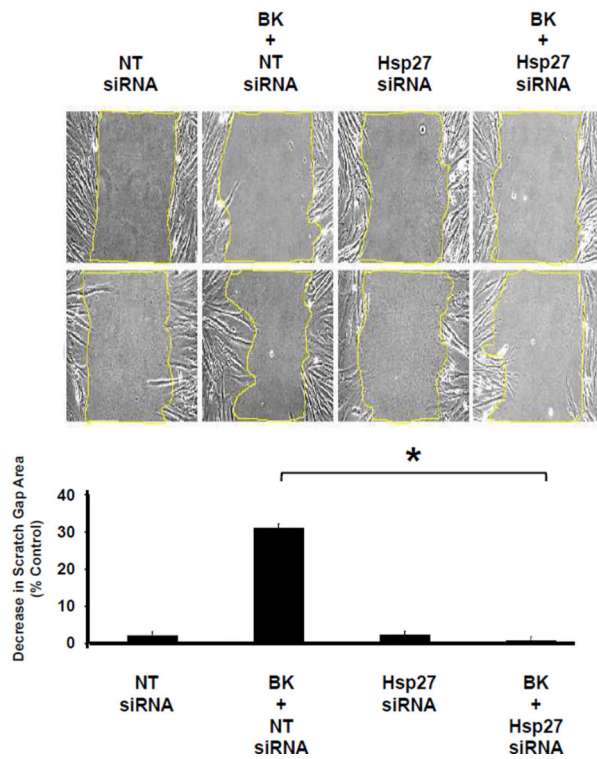 NT
siRNA
BK
+
NT
siRNA
Hsp27
siRNA
BK
+
Hsp27
siRNA
*
Decrease in Scratch Gap Area
(% Control)
40
30
20
10
0
NT
siRNA
BK
+
NT
siRNA
Hsp27
siRNA
BK
+
Hsp27
siRNA